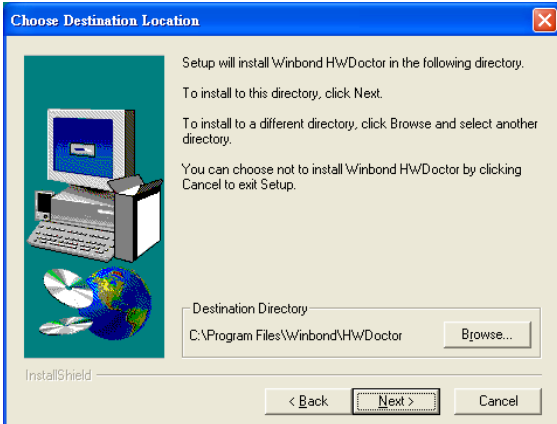 Choose Destination Location
Setup will install Winbond HWDoctor in the following directory.
To install to this directory, click Next.
To install to a different directory, click Browse and select another
directory.
You can choose not to install Winbond HWDoctor by clicking
Cancel to exit Setup.
Destination Directory
C:\Program Files\Winbond\HWDoctor
Browse...
InstallShield
< Back
Next >
Cancel